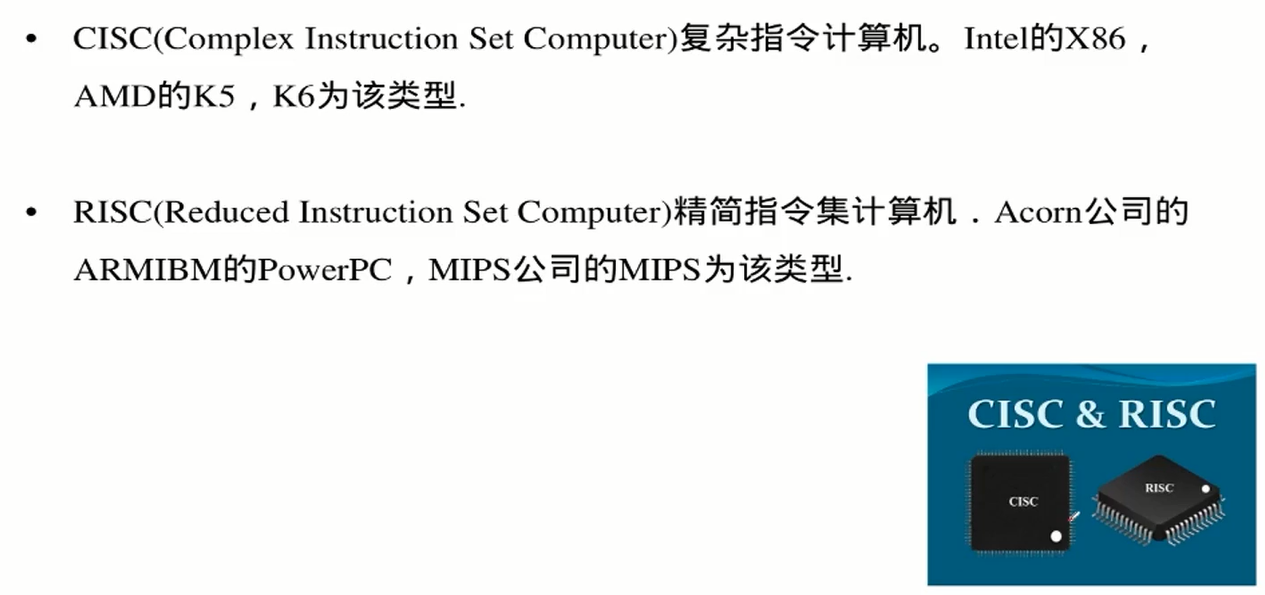 • CISC(Complex Instruction Set Computer)复杂指令计算机。Intel的X86，
AMD的K5，K6为该类型.
• RISC(Reduced Instruction Set Computer)精简指令集计算机．Acorn公司的
ARMIBM的PowerPC，MIPS公司的MIPS为该类型.
CISC & RISC
CISC
RISC